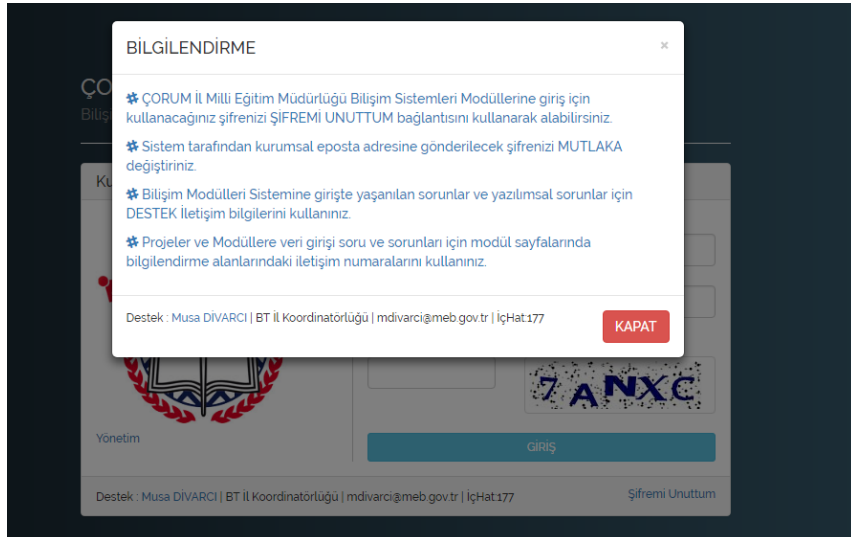 BİLGİLENDİRME
×
ÇORUM İl Milli Eğitim Müdürlüğü Bilişim Sistemleri Modüllerine giriş için
kullanacağınız şifrenizi ŞİFREMİ UNUTTUM bağlantısını kullanarak alabilirsiniz.
Sistem tarafından kurumsal eposta adresine gönderilecek şifrenizi MUTLAKA
değiştiriniz.
Bilişim Modülleri Sistemine girişte yaşanılan sorunlar ve yazılımsal sorunlar için
DESTEK İletişim bilgilerini kullanınız.
Projeler ve Modüllere veri girişi soru ve sorunları için modül sayfalarında
bilgilendirme alanlarındaki iletişim numaralarını kullanınız.
Destek : Musa DİVARCI | BT İl Koordinatörlüğü | mdivarci@meb.gov.tr | İçHat:177
KAPAT
ÇO
Biliş
Ku
7ANXC
Yönetim
GİRİŞ
Destek : Musa DİVARCI | BT İl Koordinatörlüğü | mdivarci@meb.gov.tr | İçHat:177
Şifremi Unuttum